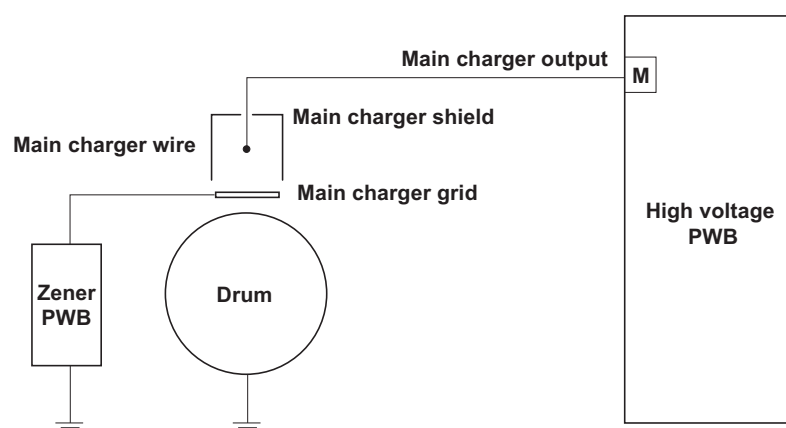 Main charger output
M
Main charger shield
Main charger wire
Main charger grid
High voltage
PWB
Zener
PWB
Drum